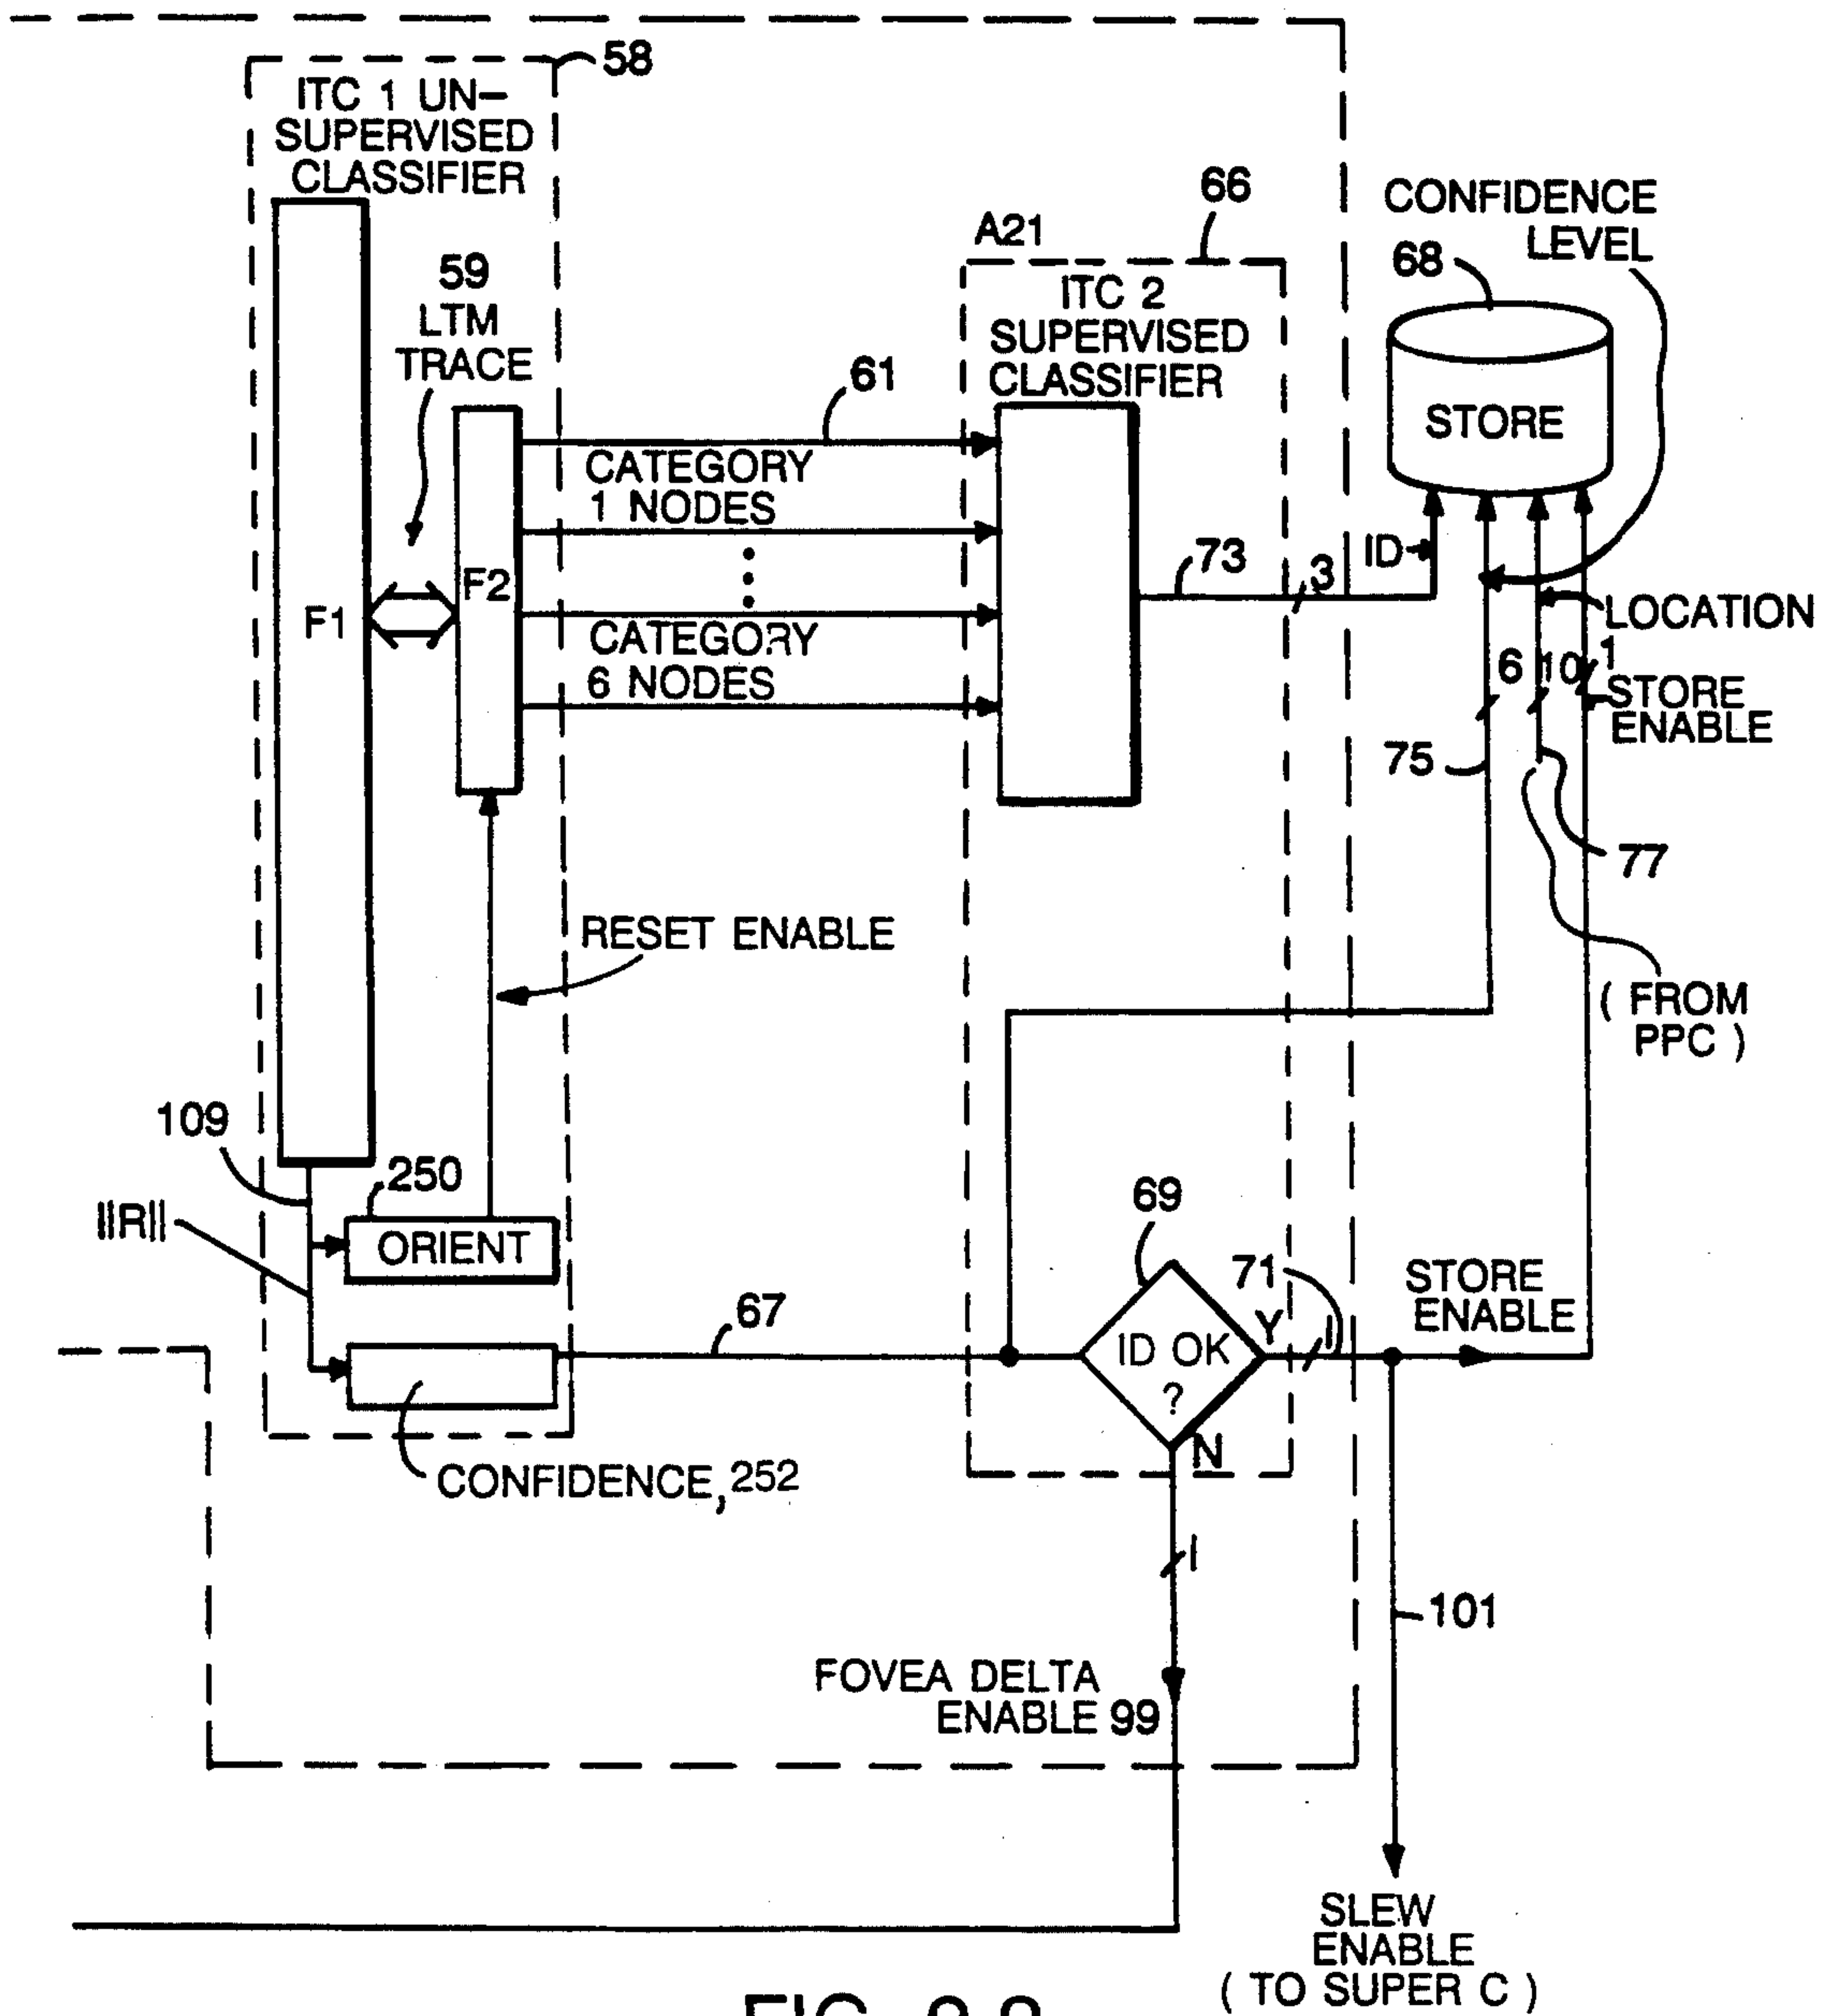 58
ITC 1 UN-
SUPERVISED
CLASSIFIER
59
LTM
TRACE
F1
F2
61
CATEGORY
1 NODES
CATEGORY
6 NODES
A21
66
ITC 2
SUPERVISED
CLASSIFIER
CONFIDENCE
LEVEL
68
STORE
73
3
ID
LOCATION
6
10
1
STORE
ENABLE
75
77
( FROM
PPC )
RESET ENABLE
109
||R||
250
ORIENT
67
CONFIDENCE, 252
69
ID OK
?
Y
71
1
N
1
STORE
ENABLE
101
FOVEA DELTA
ENABLE 99
SLEW
ENABLE
( TO SUPER C )